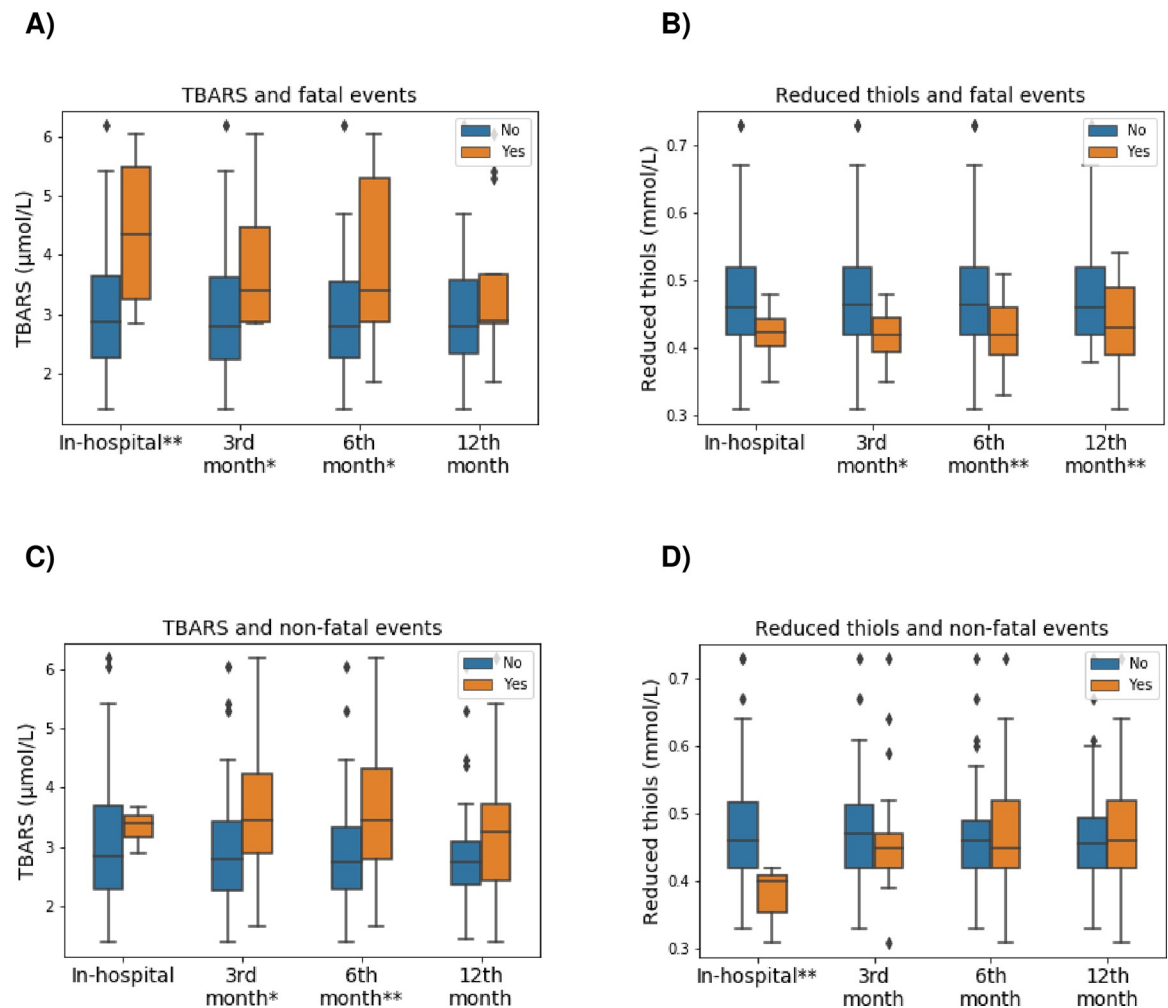 A)
TBARS and fatal events
No
Yes
TBARS (μmol/L)
6
5
4
3
2
In-hospital**
3rd
month*
6th
month*
12th
month
B)
Reduced thiols and fatal events
No
Yes
Reduced thiols (mmol/L)
0.7
0.6
0.5
0.4
0.3
In-hospital
3rd
month*
6th
month**
12th
month**
C)
TBARS and non-fatal events
No
Yes
TBARS (μmol/L)
6
5
4
3
2
In-hospital
3rd
month*
6th
month**
12th
month
D)
Reduced thiols and non-fatal events
No
Yes
Reduced thiols (mmol/L)
0.7
0.6
0.5
0.4
0.3
In-hospital**
3rd
month
6th
month
12th
month